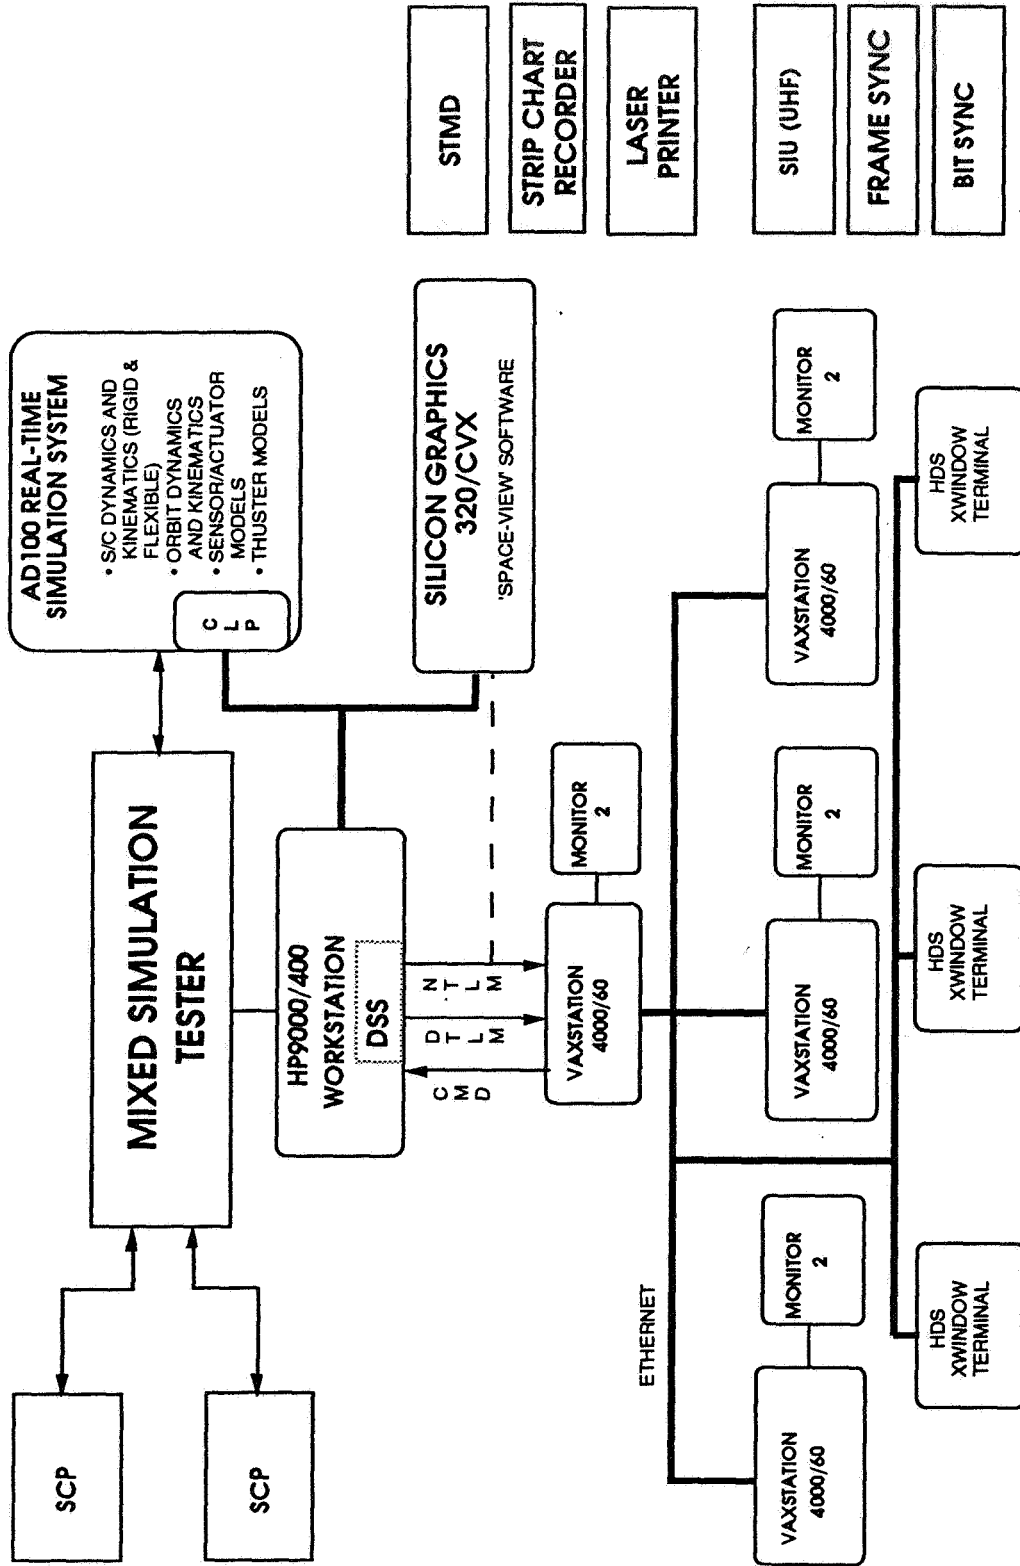 SCP
SCP
MIXED SIMULATION
TESTER
AD100 REAL-TIME
SIMULATION SYSTEM
• S/C DYNAMICS AND
KINEMATICS (RIGID &
FLEXIBLE)
• ORBIT DYNAMICS
AND KINEMATICS
• SENSOR/ACTUATOR
MODELS
• THUSTER MODELS
C
L
P
HP9000/400
WORKSTATION
DSS
C
M
D
D
T
L
M
N
T
L
M
SILICON GRAPHICS
320/CVX
'SPACE-VIEW' SOFTWARE
VAXSTATION
4000/60
MONITOR
2
ETHERNET
VAXSTATION
4000/60
MONITOR
2
VAXSTATION
4000/60
MONITOR
2
VAXSTATION
4000/60
MONITOR
2
HDS
XWINDOW
TERMINAL
HDS
XWINDOW
TERMINAL
HDS
XWINDOW
TERMINAL
STMD
STRIP CHART
RECORDER
LASER
PRINTER
SIU (UHF)
FRAME SYNC
BIT SYNC